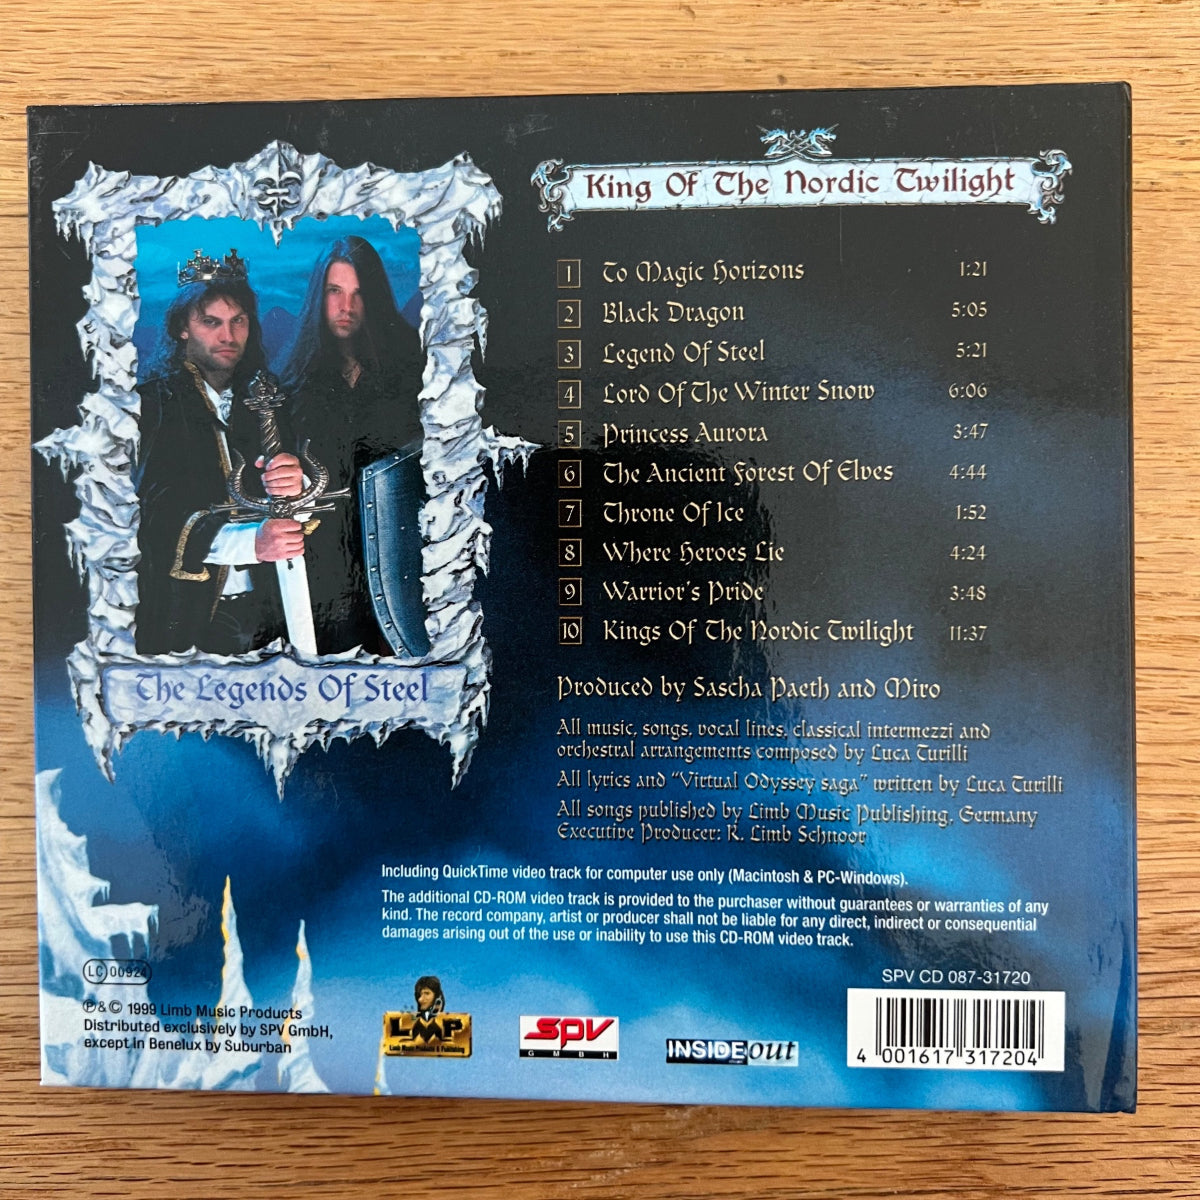 King Of The Nordic Twilight
1 To Magic Horizons 1:21
2 Black Dragon 5:05
3 Legend Of Steel 5:21
4 Lord Of The Winter Snow 6:06
5 Princess Aurora 3:47
6 The Ancient Forest Of Elves 4:44
7 Throne Of Ice 1:52
8 Where Heroes Lie 4:24
9 Warrior's Pride 3:48
10 Kings Of The Nordic Twilight 11:37
The Legends Of Steel
Produced by Sascha Paeth and Miro
All music, songs, vocal lines, classical intermezzi and
orchestral arrangements composed by Luca Turilli
All lyrics and "Virtual Odyssey saga" written by Luca Turilli
All songs published by Limb Music Publishing, Germany
Executive Producer: R. Limb Schnoor
Including QuickTime video track for computer use only (Macintosh & PC-Windows).
The additional CD-ROM video track is provided to the purchaser without guarantees or warranties of any
kind. The record company, artist or producer shall not be liable for any direct, indirect or consequential
damages arising out of the use or inability to use this CD-ROM video track.
LC 00924
℗ & © 1999 Limb Music Products
Distributed exclusively by SPV GmbH,
except in Benelux by Suburban
LMP
Limb Music Products & Publishing
SPV
GMBH
INSIDEout
SPV CD 087-31720
4 001617 317204